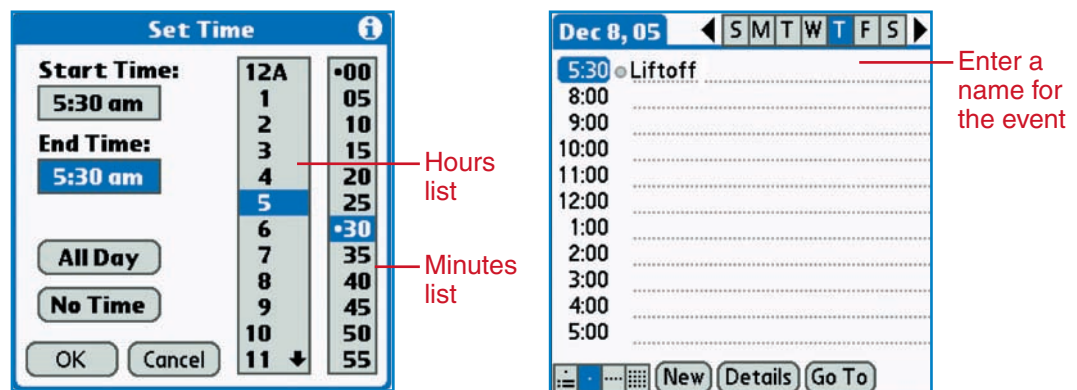 Set Time
Start Time:
5:30 am
End Time:
5:30 am
All Day
No Time
OK Cancel
12A
1
2
3
4
5
6
7
8
9
10
11
•00
05
10
15
20
25
•30
35
40
45
50
55
Hours
list
Minutes
list
Dec 8, 05 S M T W T F S
5:30 Liftoff
8:00
9:00
10:00
11:00
12:00
1:00
2:00
3:00
4:00
5:00
New Details Go To
Enter a
name for
the event